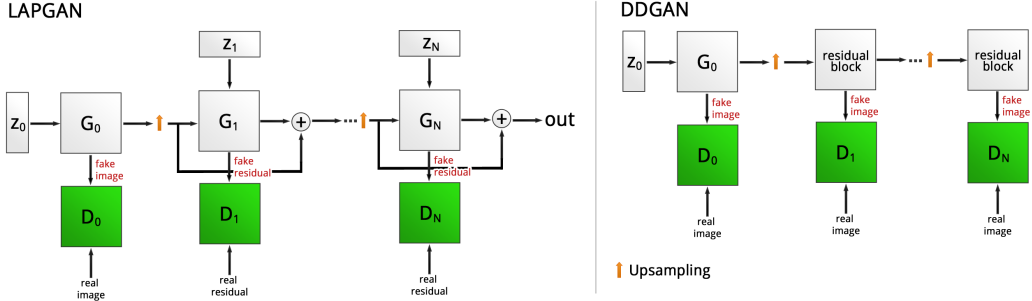 LAPGAN
z1
zN
z0
G0
G1
+
...
GN
+
out
fake
image
fake
residual
fake
residual
D0
D1
DN
real
image
real
residual
real
residual
DDGAN
z0
G0
residual
block
...
residual
block
fake
image
fake
image
fake
image
D0
D1
DN
real
image
real
image
real
image
Upsampling